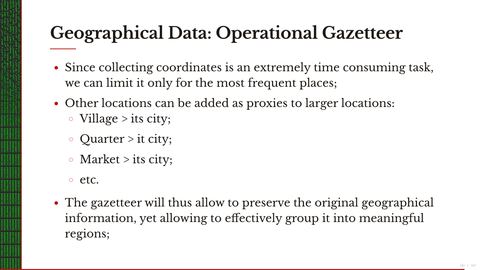 Geographical Data: Operational Gazetteer
Since collecting coordinates is an extremely time consuming task,
we can limit it only for the most frequent places;
Other locations can be added as proxies to larger locations:
Village > its city;
Quarter > it city;
Market > its city;
etc.
The gazetteer will thus allow to preserve the original geographical
information, yet allowing to effectively group it into meaningful
regions;